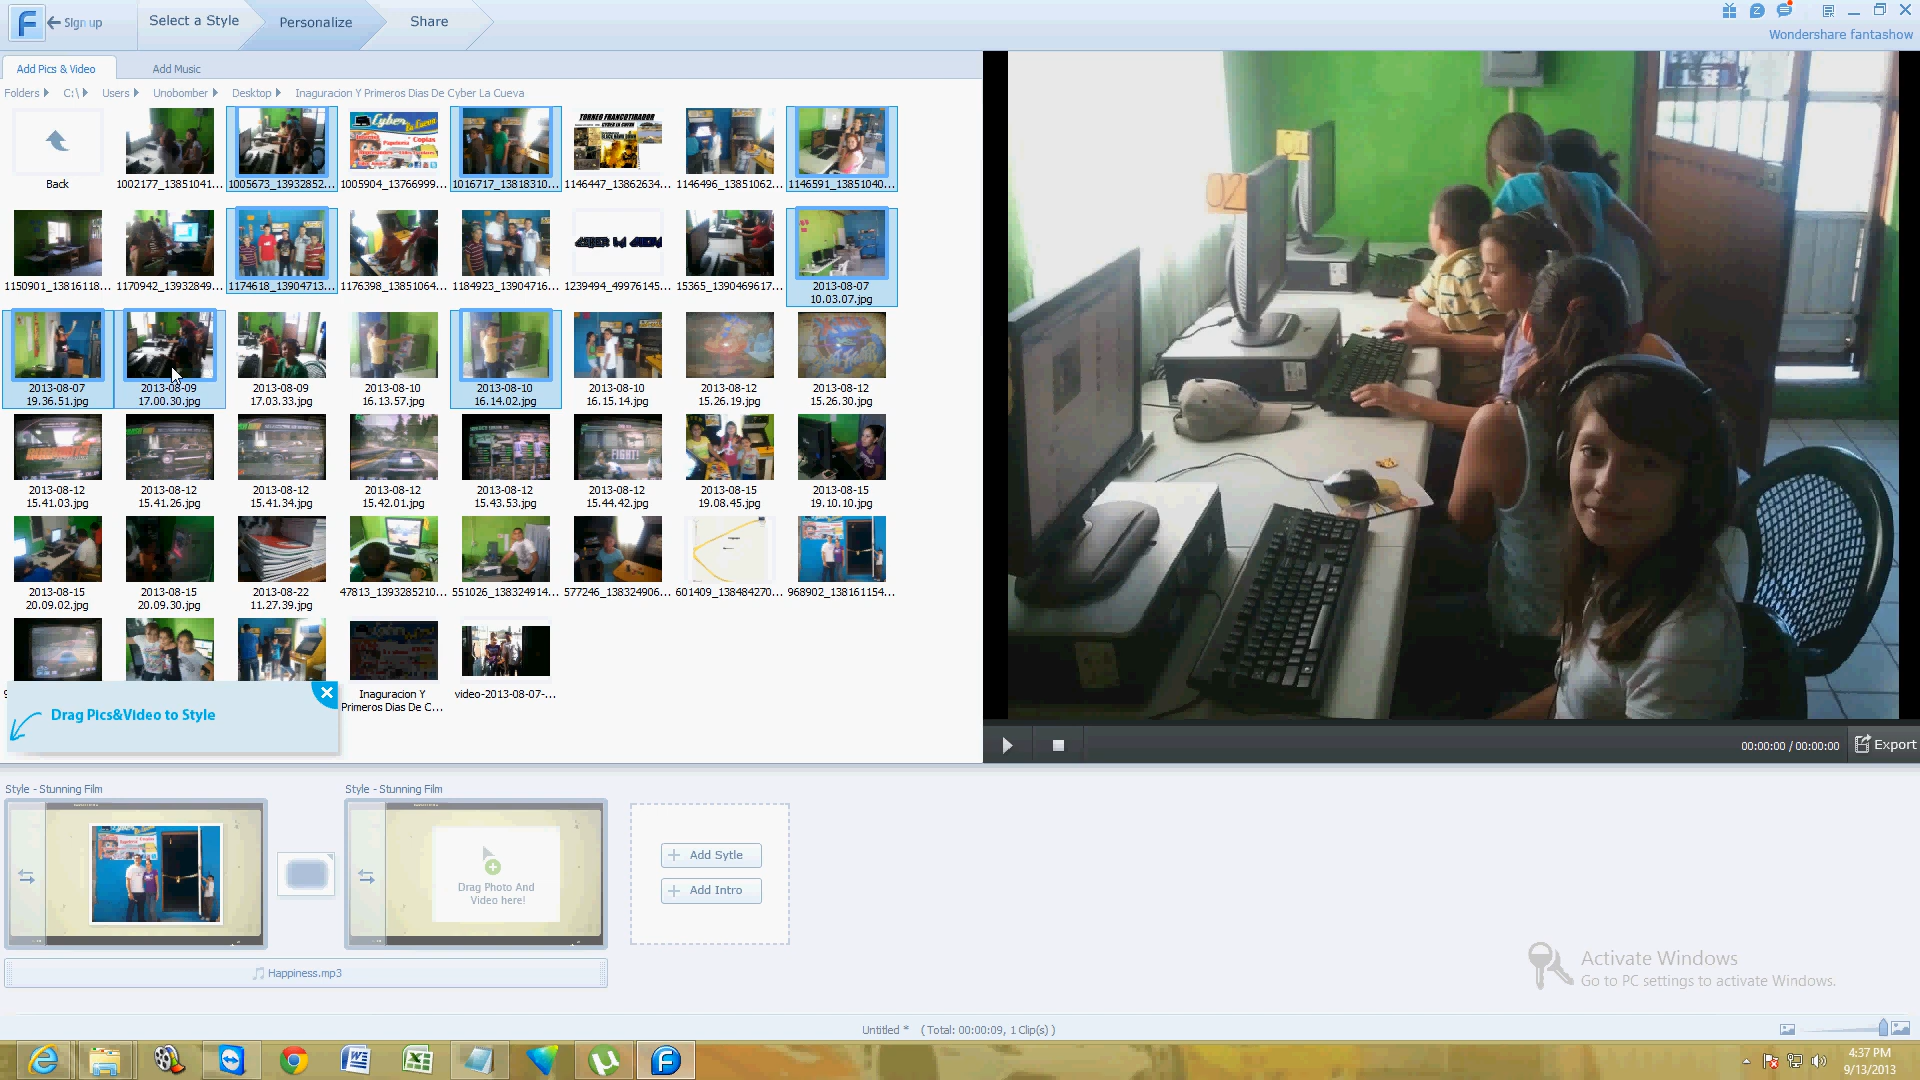 Sign up
Select a Style
Personalize
Share
Wondershare fantashow
Add Pics & Video
Add Music
Folders
C:\
Users
Unobomber
Desktop
Inaguracion Y Primeros Dias De Cyber La Cueva
TORNEO FRANCOTIRADOR
Cyber
Copias
Back
1002177_13851041...
1005673_13932852...
1005904_13766999...
1016717_13818310...
1146447_13862634...
1146496_13851062...
1146591_13851040...
CYBER LA CUEVA
1150901_13816118...
1170942_13932849...
1174618_13904713...
1176398_13851064...
1184923_13904716...
1239494_49976145...
15365_1390469617...
2013-08-07
10.03.07.jpg
2013-08-07
19.36.51.jpg
2013-08-09
17.00.30.jpg
2013-08-09
17.03.33.jpg
2013-08-10
16.13.57.jpg
2013-08-10
16.14.02.jpg
2013-08-10
16.15.14.jpg
2013-08-12
15.26.19.jpg
2013-08-12
15.26.30.jpg
FIGHT!
2013-08-12
15.41.03.jpg
2013-08-12
15.41.26.jpg
2013-08-12
15.41.34.jpg
2013-08-12
15.42.01.jpg
2013-08-12
15.43.53.jpg
2013-08-12
15.44.42.jpg
2013-08-15
19.08.45.jpg
2013-08-15
19.10.10.jpg
2013-08-15
20.09.02.jpg
2013-08-15
20.09.30.jpg
2013-08-22
11.27.39.jpg
47813_1393285210...
551026_138324914...
577246_138324906...
601409_138484270...
968902_138161154...
Inaguracion Y
Primeros Dias De C...
video-2013-08-07-...
Drag Pics&Video to Style
02
00:00:00 / 00:00:00
Export
Style - Stunning Film
Style - Stunning Film
Drag Photo And
Video here!
Add Sytle
Add Intro
Happiness.mp3
Activate Windows
Go to PC settings to activate Windows.
Untitled * (Total: 00:00:09, 1 Clip(s) )
4:37 PM
9/13/2013